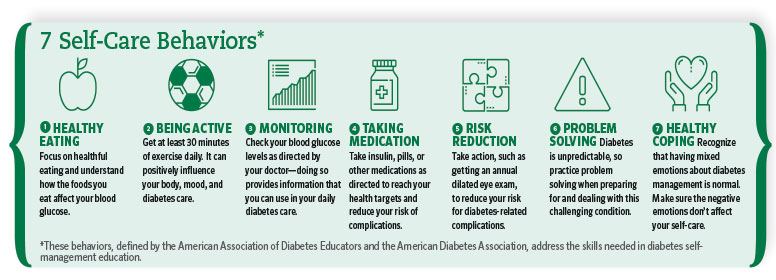 7 Self-Care Behaviors*
1 HEALTHY
EATING
Focus on healthful
eating and understand
how the foods you
eat affect your blood
glucose.
2 BEING ACTIVE
Get at least 30 minutes
of exercise daily. It can
positively influence
your body, mood, and
diabetes care.
3 MONITORING
Check your blood glucose
levels as directed by
your doctor—doing so
provides information that
you can use in your daily
diabetes care.
4 TAKING
MEDICATION
Take insulin, pills, or
other medications as
directed to reach your
health targets and
reduce your risk of
complications.
5 RISK
REDUCTION
Take action, such as
getting an annual
dilated eye exam,
to reduce your risk
for diabetes-related
complications.
6 PROBLEM
SOLVING Diabetes
is unpredictable, so
practice problem
solving when preparing
for and dealing with this
challenging condition.
7 HEALTHY
COPING Recognize
that having mixed
emotions about diabetes
management is normal.
Make sure the negative
emotions don't affect
your self-care.
*These behaviors, defined by the American Association of Diabetes Educators and the American Diabetes Association, address the skills needed in diabetes self-
management education.